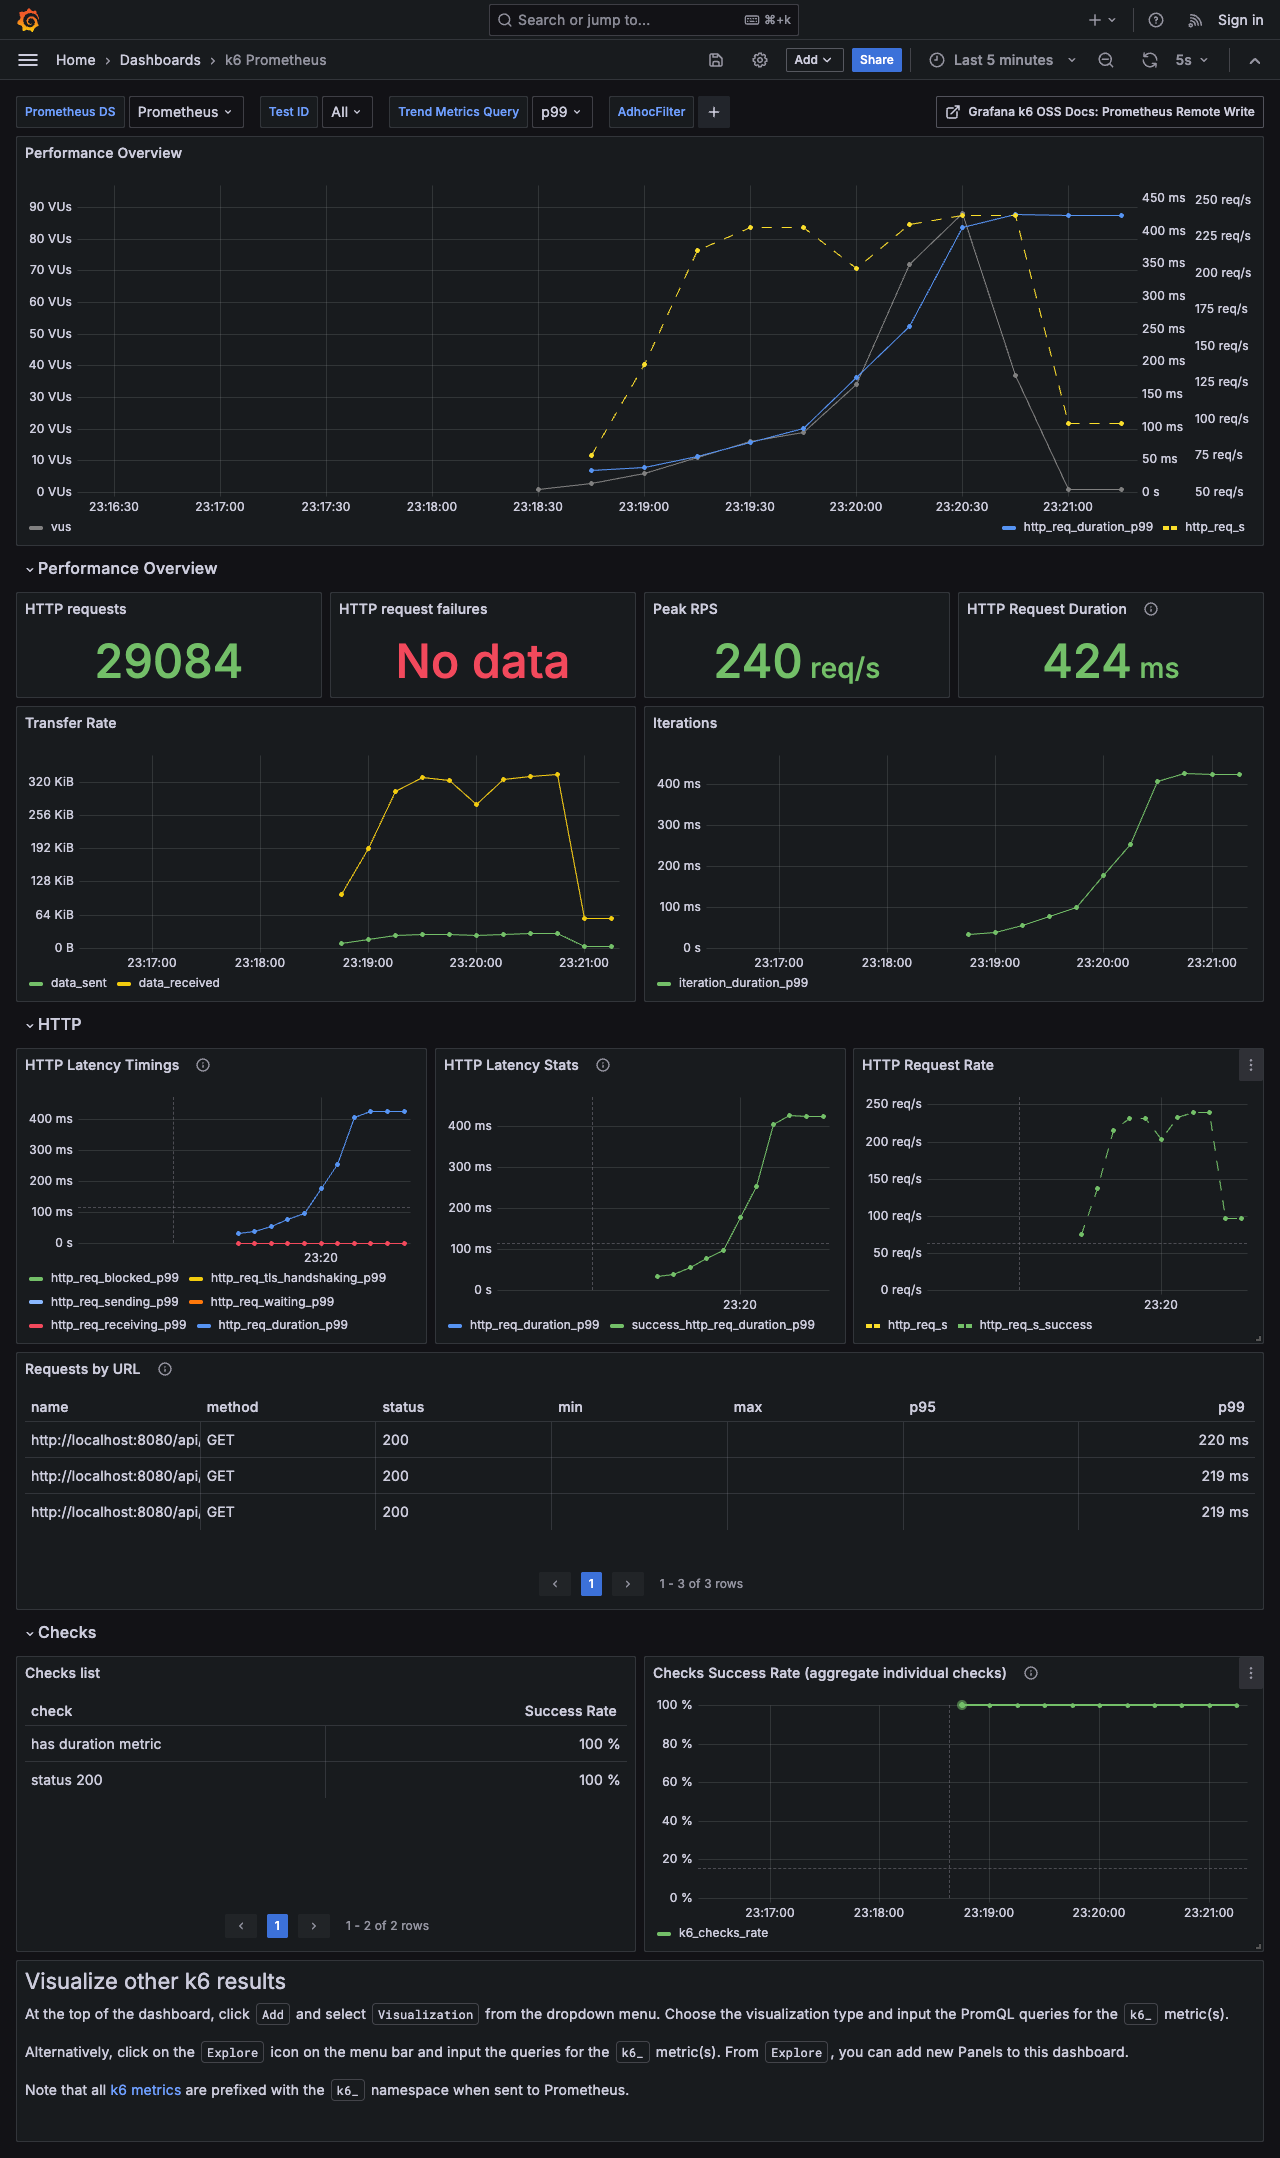 Search or jump to... ⌘+k Sign in
Home › Dashboards › k6 Prometheus Add Share Last 5 minutes 5s
Prometheus DS Prometheus Test ID All Trend Metrics Query p99 AdhocFilter + Grafana k6 OSS Docs: Prometheus Remote Write
Performance Overview
90 VUs
80 VUs
70 VUs
60 VUs
50 VUs
40 VUs
30 VUs
20 VUs
10 VUs
0 VUs
450 ms
400 ms
350 ms
300 ms
250 ms
200 ms
150 ms
100 ms
50 ms
0 s
250 req/s
225 req/s
200 req/s
175 req/s
150 req/s
125 req/s
100 req/s
75 req/s
50 req/s
23:16:30 23:17:00 23:17:30 23:18:00 23:18:30 23:19:00 23:19:30 23:20:00 23:20:30 23:21:00
vus http_req_duration_p99 http_req_s
Performance Overview
HTTP requests
29084
HTTP request failures
No data
Peak RPS
240 req/s
HTTP Request Duration
424 ms
Transfer Rate
320 KiB
256 KiB
192 KiB
128 KiB
64 KiB
0 B
23:17:00 23:18:00 23:19:00 23:20:00 23:21:00
data_sent data_received
Iterations
400 ms
300 ms
200 ms
100 ms
0 s
23:17:00 23:18:00 23:19:00 23:20:00 23:21:00
iteration_duration_p99
HTTP
HTTP Latency Timings
400 ms
300 ms
200 ms
100 ms
0 s
23:20
http_req_blocked_p99 http_req_tls_handshaking_p99
http_req_sending_p99 http_req_waiting_p99
http_req_receiving_p99 http_req_duration_p99
HTTP Latency Stats
400 ms
300 ms
200 ms
100 ms
0 s
23:20
http_req_duration_p99 success_http_req_duration_p99
HTTP Request Rate
250 req/s
200 req/s
150 req/s
100 req/s
50 req/s
0 req/s
23:20
http_req_s http_req_s_success
Requests by URL
name method status min max p95 p99
http://localhost:8080/api/ GET 200 220 ms
http://localhost:8080/api/ GET 200 219 ms
http://localhost:8080/api/ GET 200 219 ms
‹ 1 › 1 - 3 of 3 rows
Checks
Checks list
check Success Rate
has duration metric 100 %
status 200 100 %
‹ 1 › 1 - 2 of 2 rows
Checks Success Rate (aggregate individual checks)
100 %
80 %
60 %
40 %
20 %
0 %
23:17:00 23:18:00 23:19:00 23:20:00 23:21:00
k6_checks_rate
Visualize other k6 results
At the top of the dashboard, click Add and select Visualization from the dropdown menu. Choose the visualization type and input the PromQL queries for the k6_ metric(s).
Alternatively, click on the Explore icon on the menu bar and input the queries for the k6_ metric(s). From Explore, you can add new Panels to this dashboard.
Note that all k6 metrics are prefixed with the k6_ namespace when sent to Prometheus.